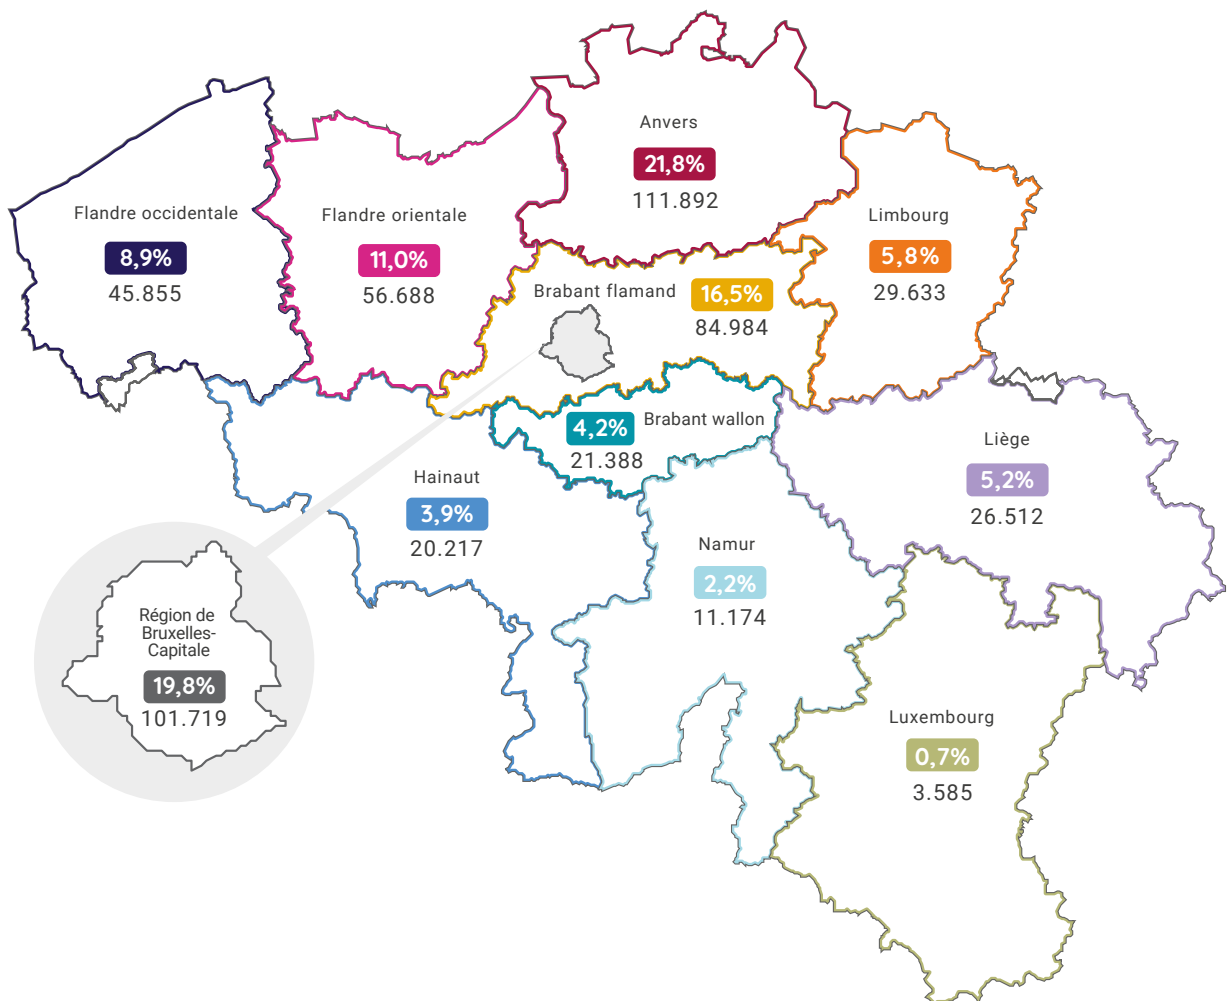 Anvers
21,8%
111.892
Flandre occidentale
8,9%
45.855
Flandre orientale
11,0%
56.688
Limbourg
5,8%
29.633
Brabant flamand
16,5%
84.984
4,2%
Brabant wallon
21.388
Liège
5,2%
26.512
Hainaut
3,9%
20.217
Namur
2,2%
11.174
Région de
Bruxelles-
Capitale
19,8%
101.719
Luxembourg
0,7%
3.585